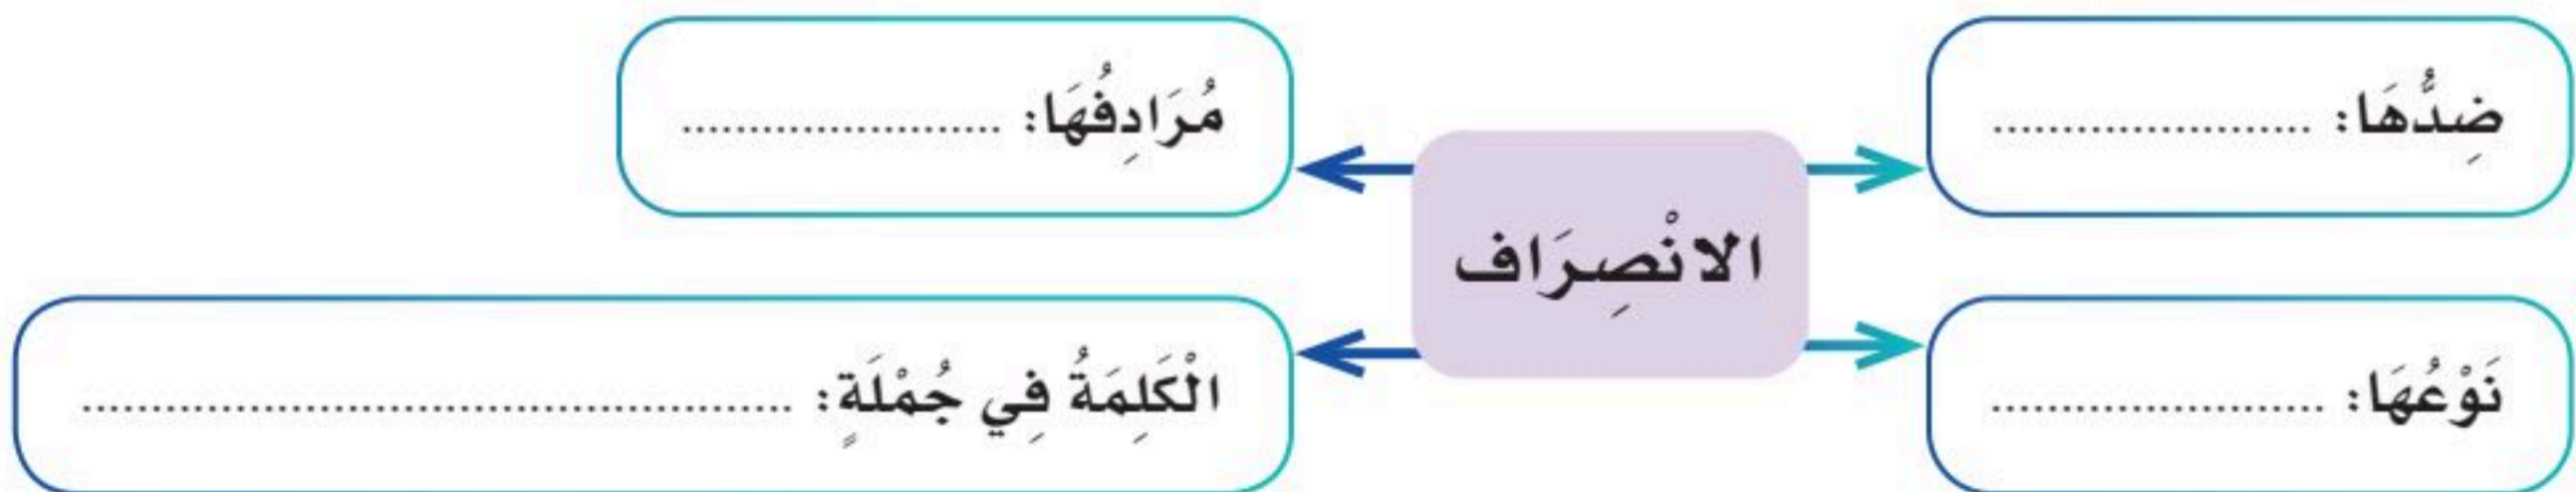 ضِدُّهَا: ......................
مُرَادِفُهَا: ......................
الانْصِرَاف
نَوْعُهَا: ......................
الْكَلِمَةُ فِي جُمْلَةٍ: ..................................................